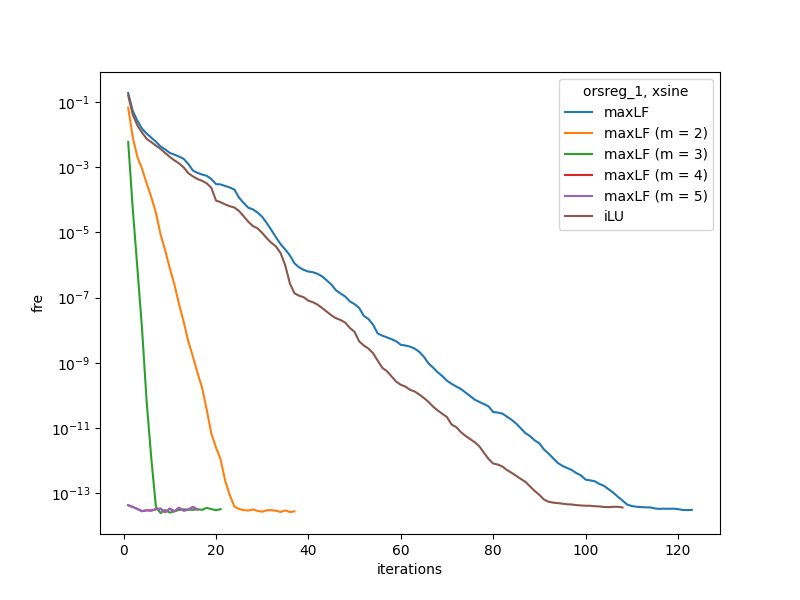 orsreg_1, xsine
maxLF
maxLF (m = 2)
maxLF (m = 3)
maxLF (m = 4)
maxLF (m = 5)
iLU
10⁻¹
10⁻³
10⁻⁵
10⁻⁷
10⁻⁹
10⁻¹¹
10⁻¹³
fre
0 20 40 60 80 100 120
iterations